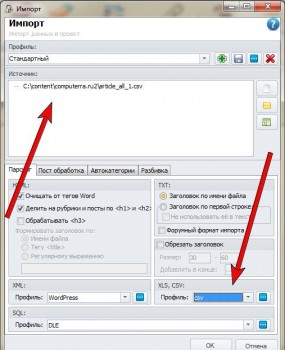 Импорт
Импорт
Импорт данных в проект
Профиль:
Стандартный
Источник:
C:\content\computerra.ru2\article_all_1.csv
Парсинг
Пост обработка
Автокатегории
Разбивка
HTML:
Очищать от тегов Word
Делить на рубрики и посты по <h1> и <h2>
Обрабатывать <h3>
Формировать заголовок по:
Имени файла
Тегу <title>
Регулярному выражению
TXT:
Заголовок по имени файла
Заголовок по первой строке
Не использовать её в тексте
Форумный формат импорта
Обрезать заголовок
Размер: 30 - 60
Добавлять в конце:
XML:
Профиль: WordPress
XLS, CSV:
Профиль: csv
SQL:
Профиль: DLE
OK
Отмена